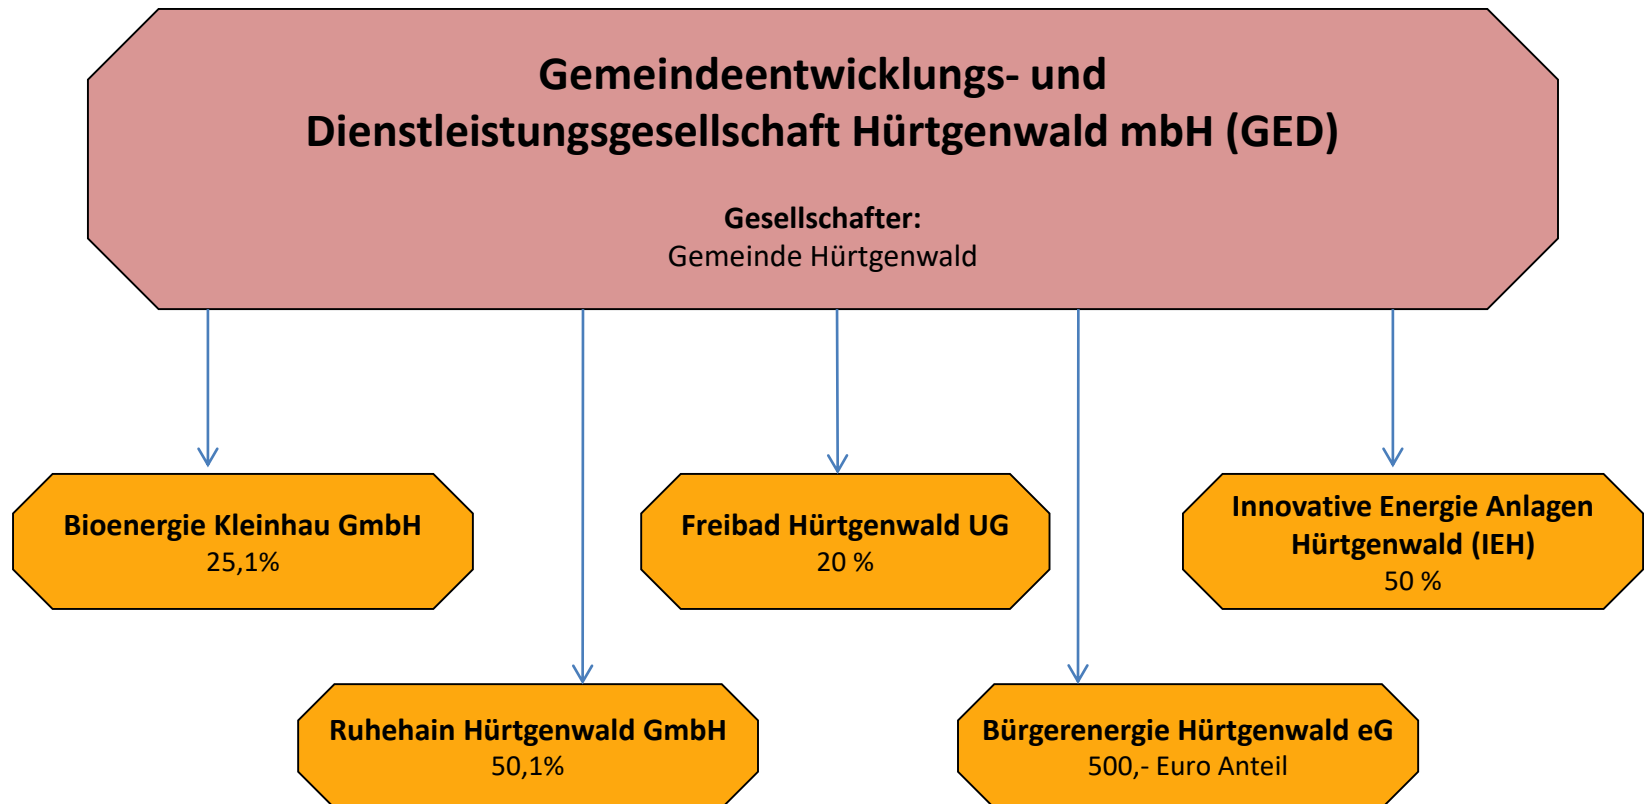 Gemeindeentwicklungs- und
Dienstleistungsgesellschaft Hürtgenwald mbH (GED)
Gesellschafter:
Gemeinde Hürtgenwald
Bioenergie Kleinhau GmbH
25,1%
Freibad Hürtgenwald UG
20 %
Innovative Energie Anlagen
Hürtgenwald (IEH)
50 %
Ruhehain Hürtgenwald GmbH
50,1%
Bürgerenergie Hürtgenwald eG
500,- Euro Anteil